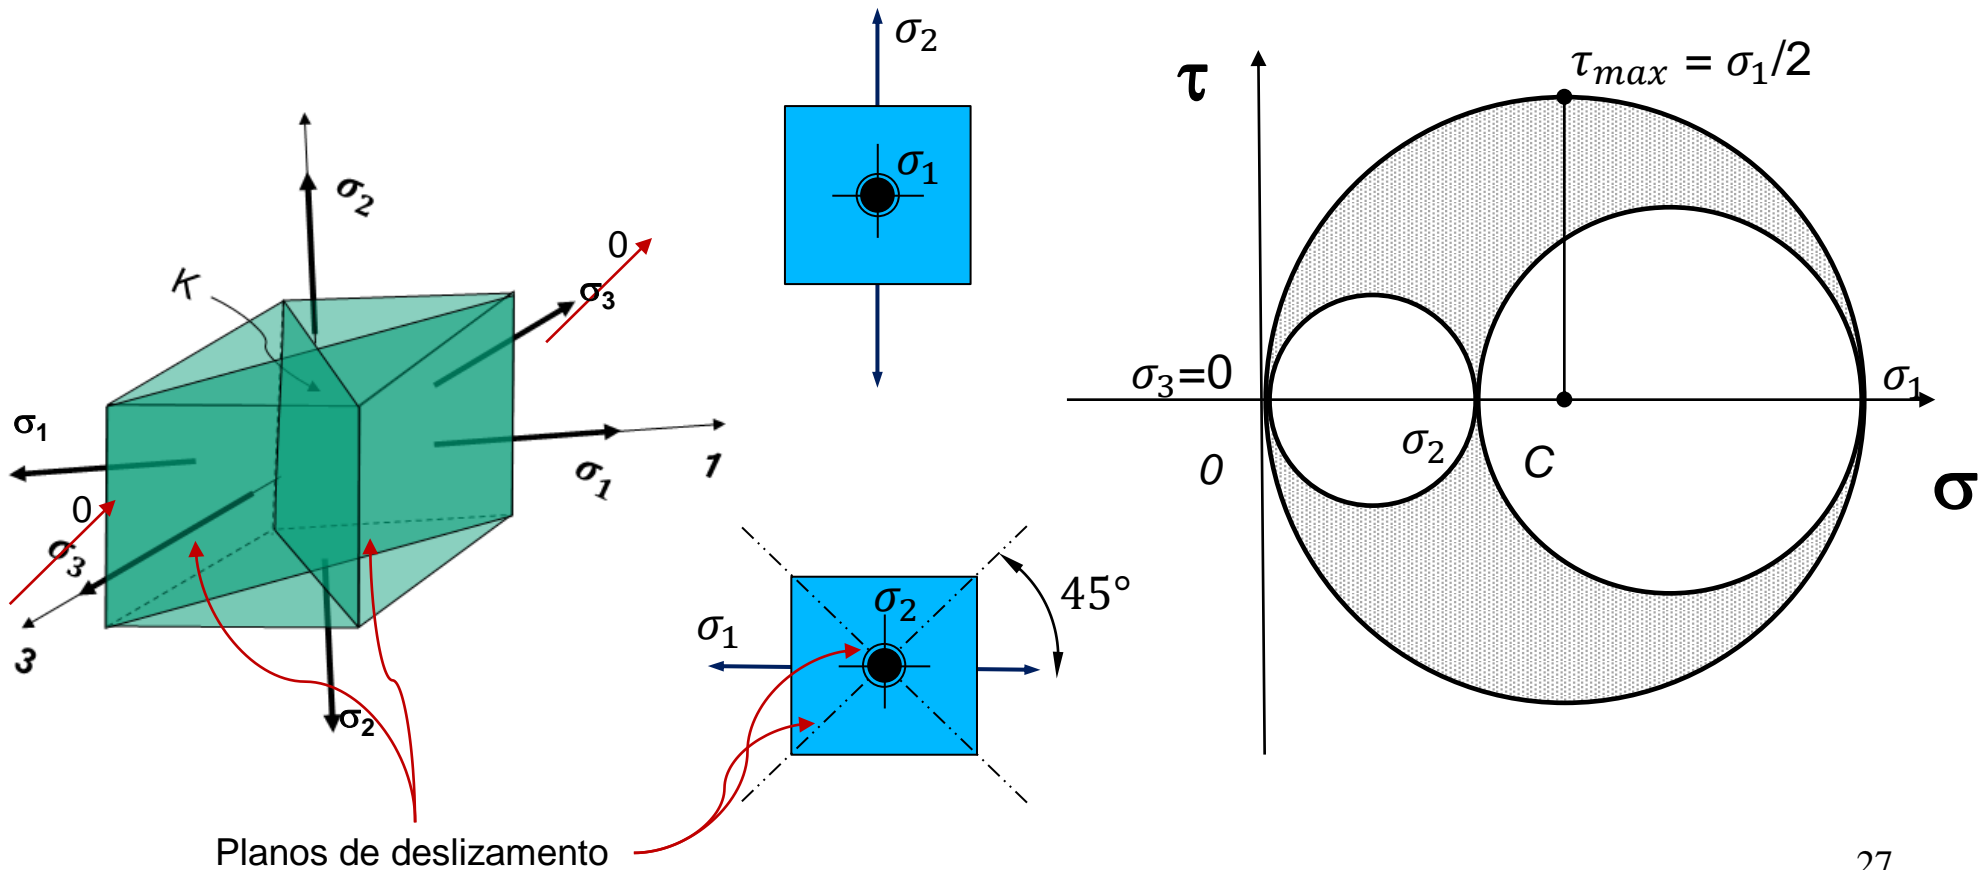 σ2
K
σ3
0
σ1
σ1
1
0
σ3
3
σ2
Planos de deslizamento
σ2
σ1
σ2
σ1
45°
τ
τmax = σ1/2
σ3=0
σ1
σ2
0
C
σ
27